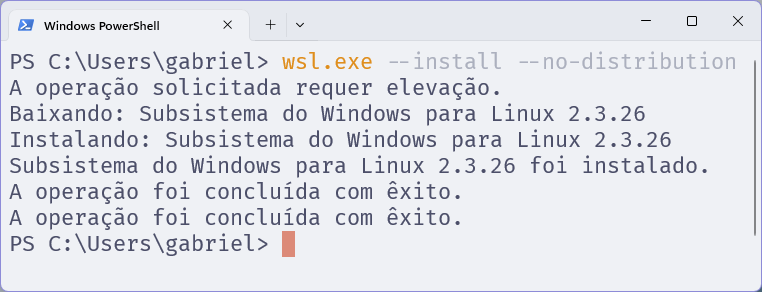 Windows PowerShell
PS C:\Users\gabriel> wsl.exe --install --no-distribution
A operação solicitada requer elevação.
Baixando: Subsistema do Windows para Linux 2.3.26
Instalando: Subsistema do Windows para Linux 2.3.26
Subsistema do Windows para Linux 2.3.26 foi instalado.
A operação foi concluída com êxito.
A operação foi concluída com êxito.
PS C:\Users\gabriel>